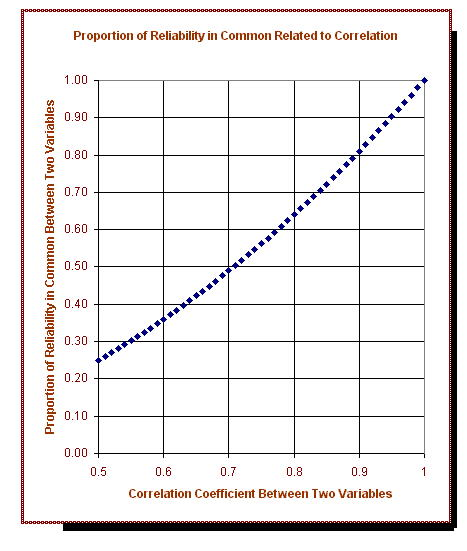 Proportion of Reliability in Common Related to Correlation
1.00
0.90
0.80
0.70
0.60
0.50
0.40
0.30
0.20
0.10
0.00
Proportion of Reliability in Common Between Two Variables
0.5 0.6 0.7 0.8 0.9 1
Correlation Coefficient Between Two Variables